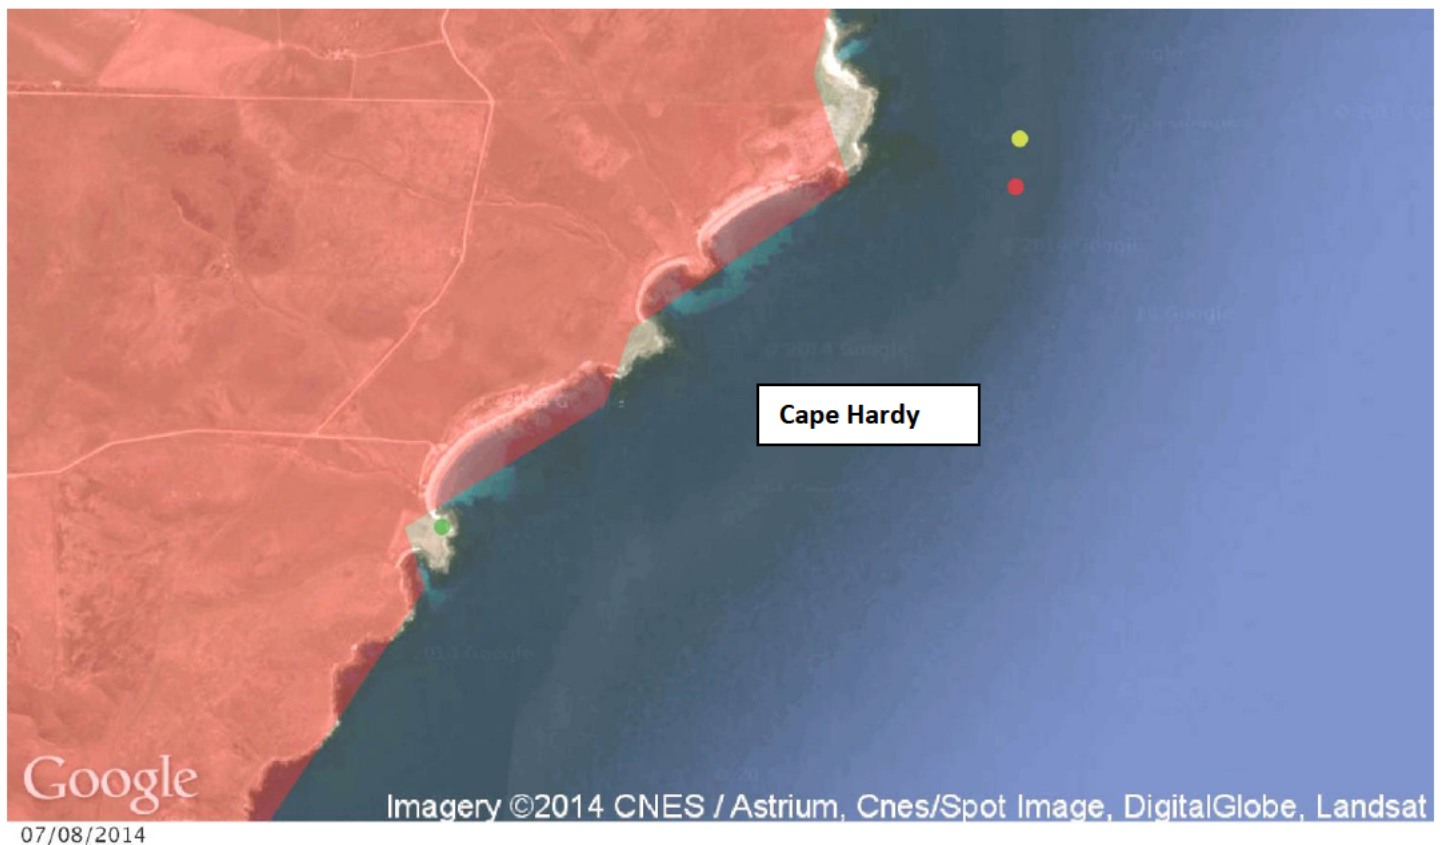 Cape Hardy
Google
Imagery ©2014 CNES / Astrium, Cnes/Spot Image, DigitalGlobe, Landsat
07/08/2014